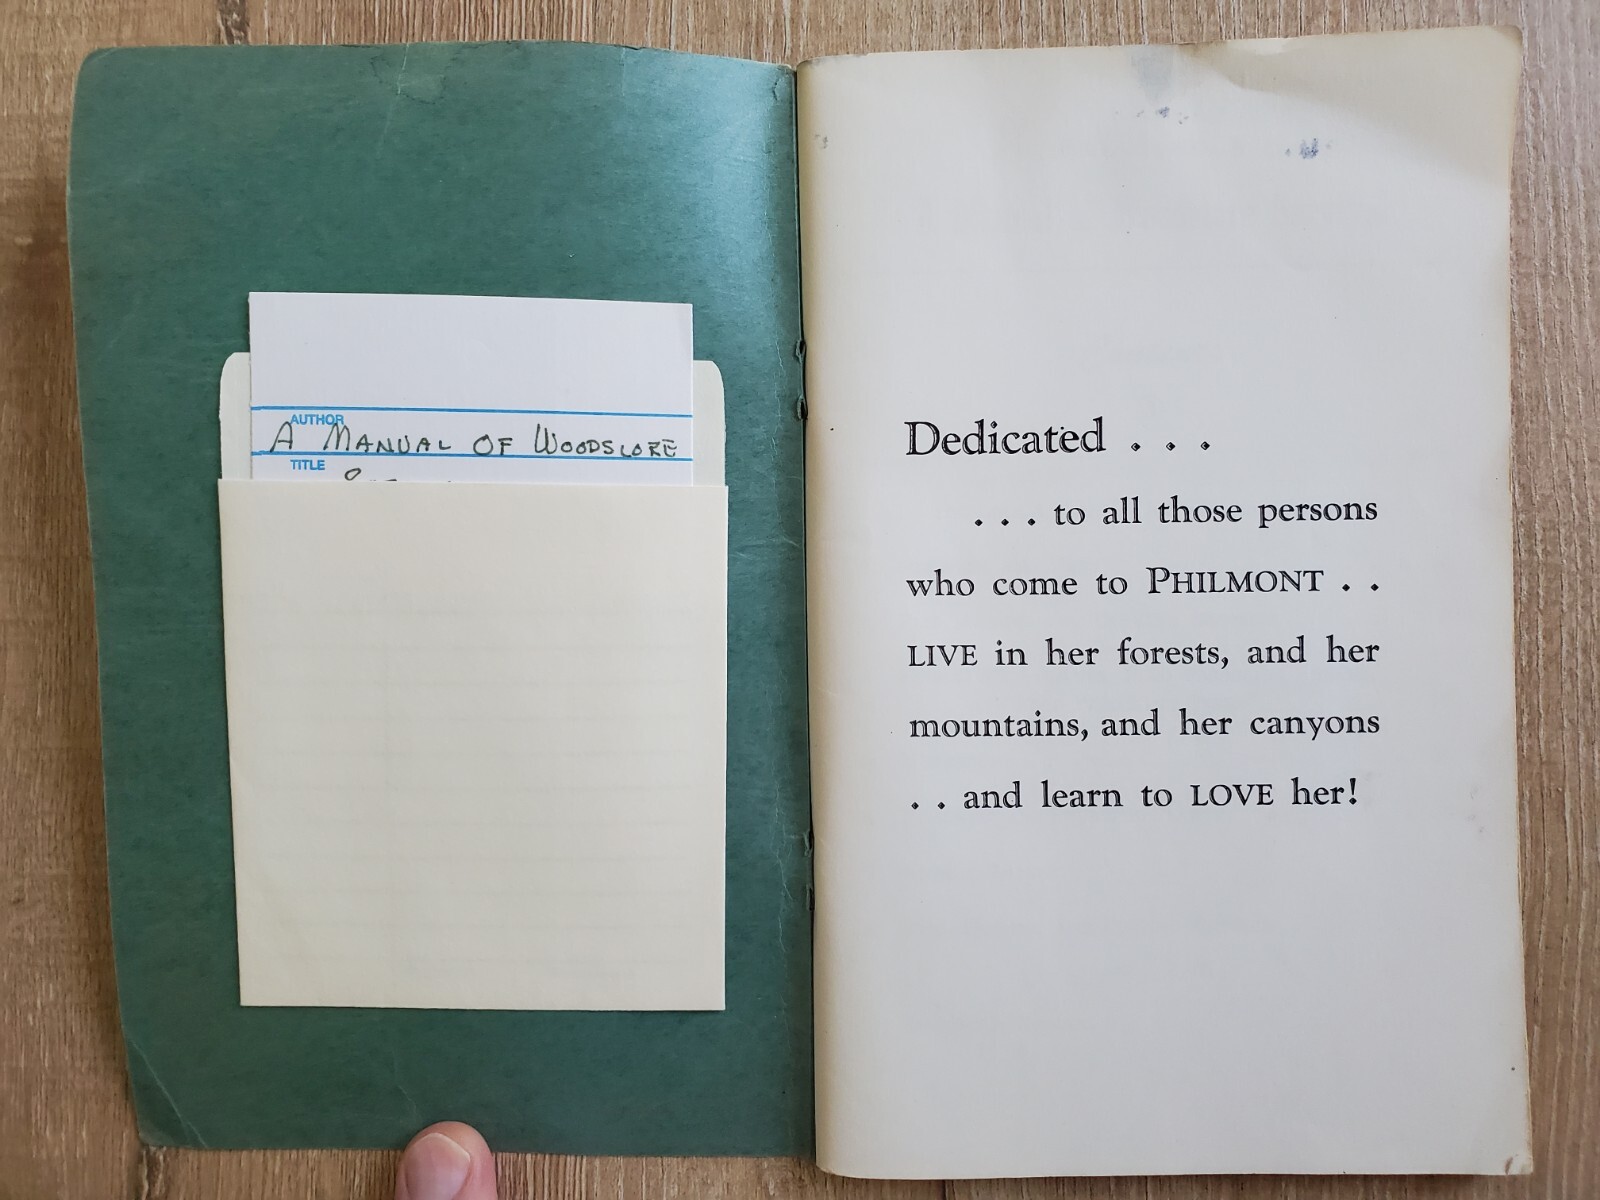 AUTHOR
A MANUAL OF WOODSLORE
TITLE
Dedicated . . .
. . . to all those persons
who come to PHILMONT . .
LIVE in her forests, and her
mountains, and her canyons
. . and learn to LOVE her!